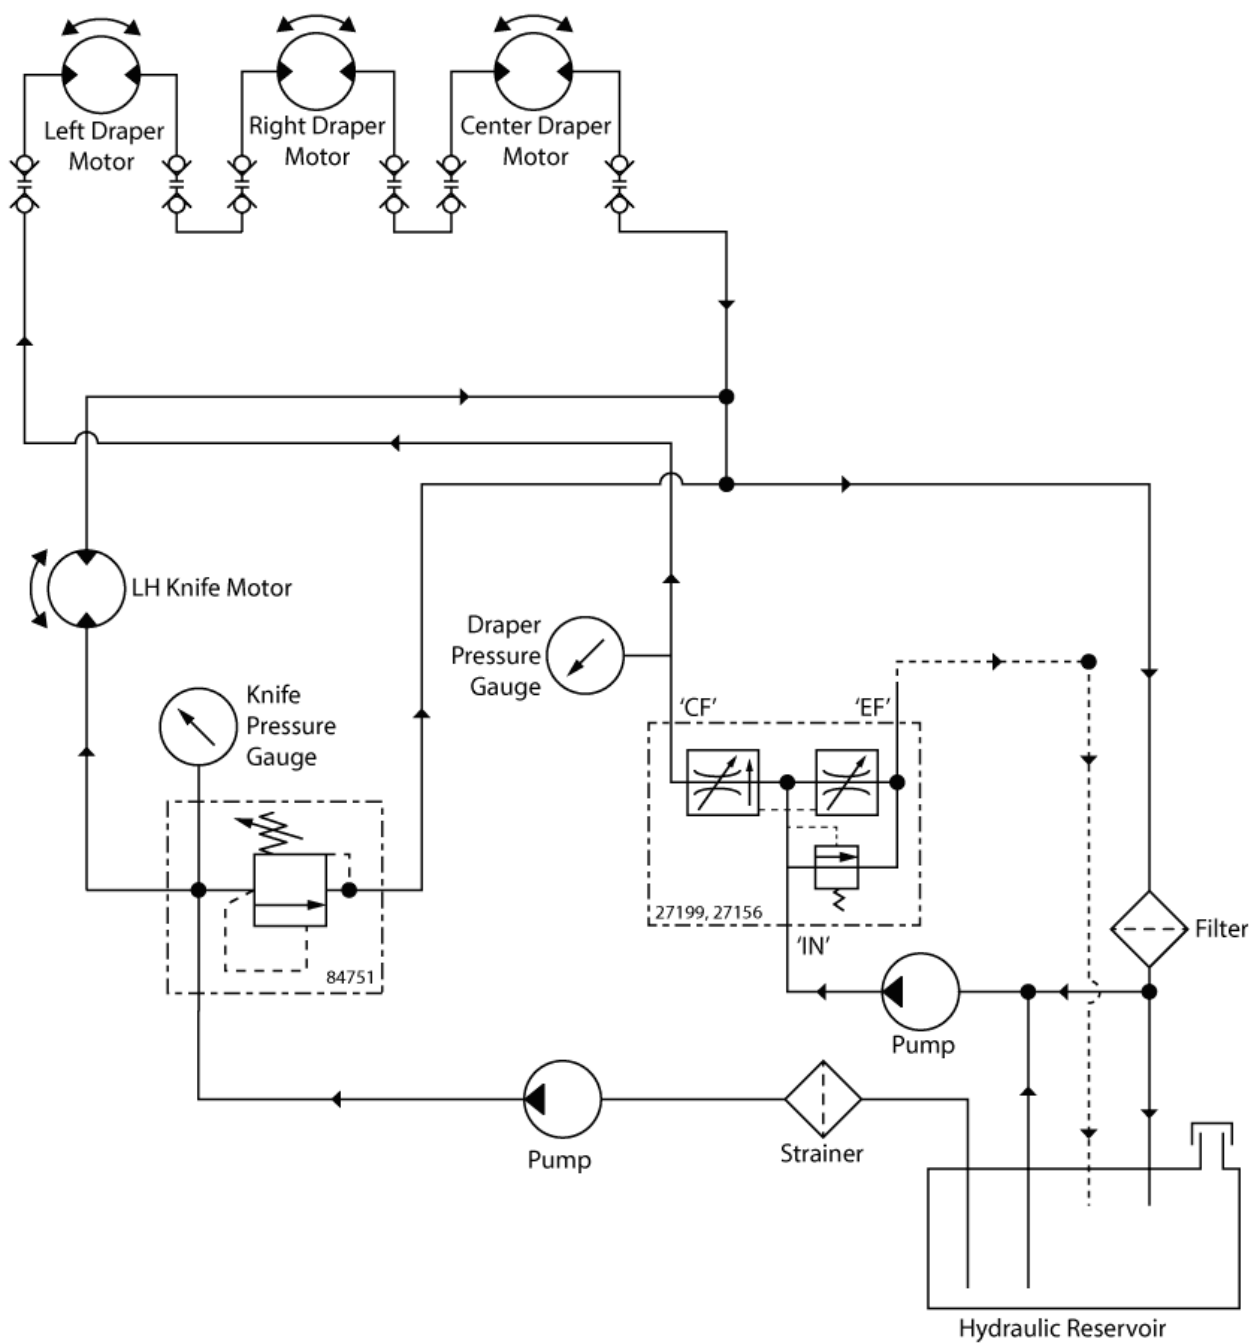 Left Draper
Motor
Right Draper
Motor
Center Draper
Motor
LH Knife Motor
Draper
Pressure
Gauge
Knife
Pressure
Gauge
'CF'
'EF'
27199, 27156
'IN'
84751
Filter
Pump
Pump
Strainer
Hydraulic Reservoir